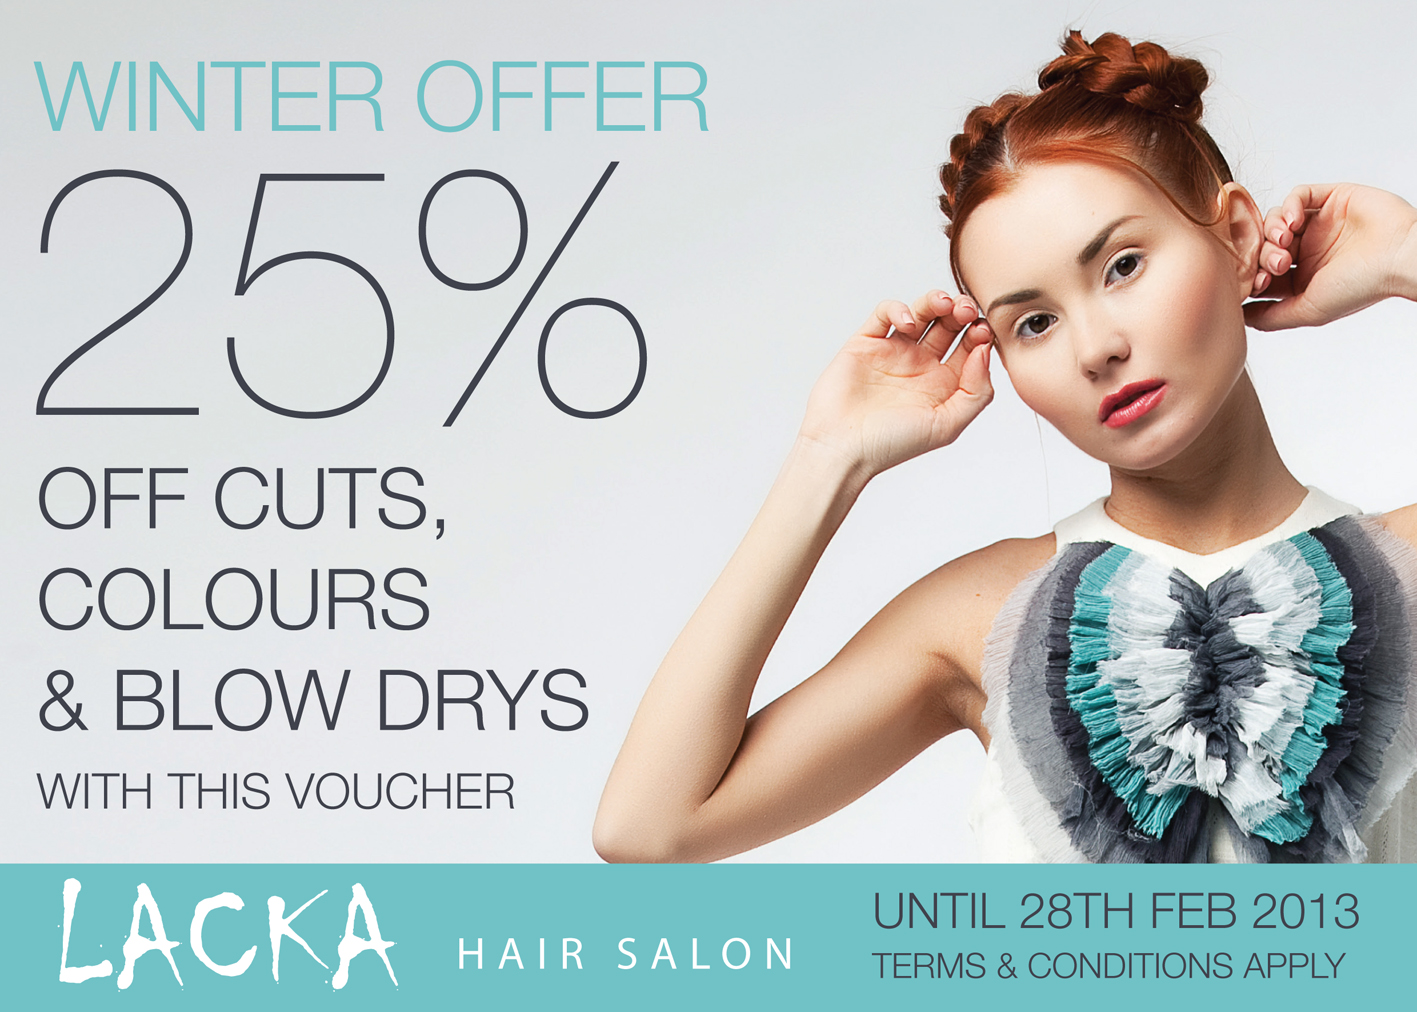 WINTER OFFER
25%
OFF CUTS,
COLOURS
& BLOW DRYS
WITH THIS VOUCHER
LACKA HAIR SALON
UNTIL 28TH FEB 2013
TERMS & CONDITIONS APPLY